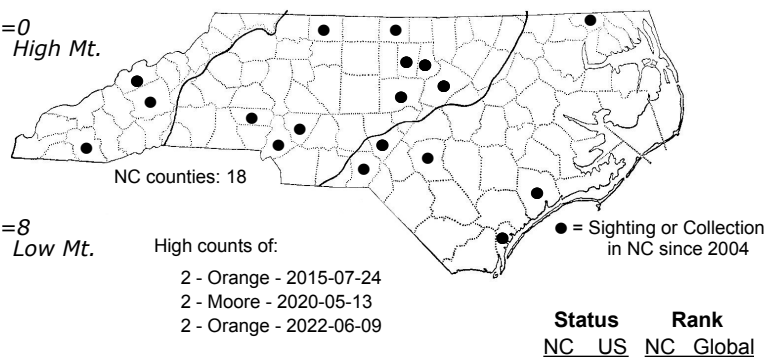 =0
High Mt.
NC counties: 18
=8
Low Mt.
High counts of:
2 - Orange - 2015-07-24
2 - Moore - 2020-05-13
2 - Orange - 2022-06-09
● = Sighting or Collection
in NC since 2004
Status Rank
NC US NC Global